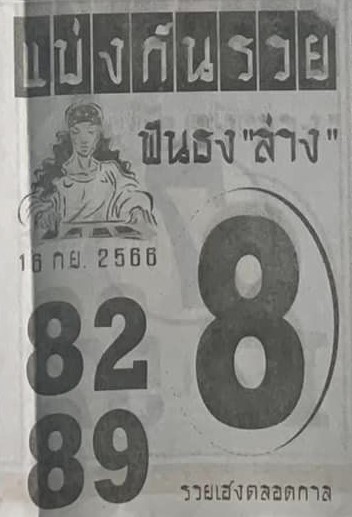 แบ่งกันรวย
ฟันธง "ล่าง"
16 กย. 2566
8
82
89
รวยเฮงตลอดกาล